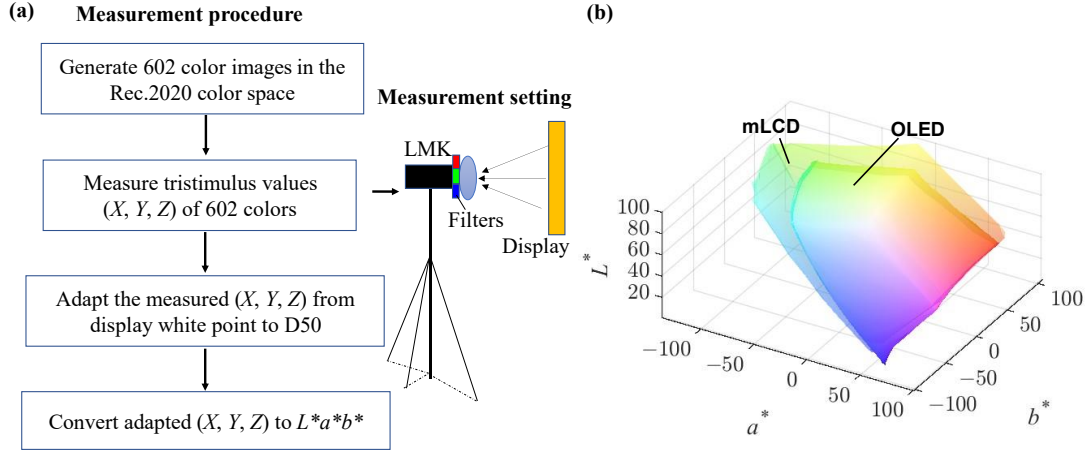 (a)
Measurement procedure
Generate 602 color images in the
Rec.2020 color space
Measure tristimulus values
(X, Y, Z) of 602 colors
Adapt the measured (X, Y, Z) from
display white point to D50
Convert adapted (X, Y, Z) to L*a*b*
Measurement setting
LMK
Filters
Display
(b)
mLCD
OLED
100
80
60
40
20
L*
−100
−50
0
50
100
a*
−100
−50
0
50
100
b*